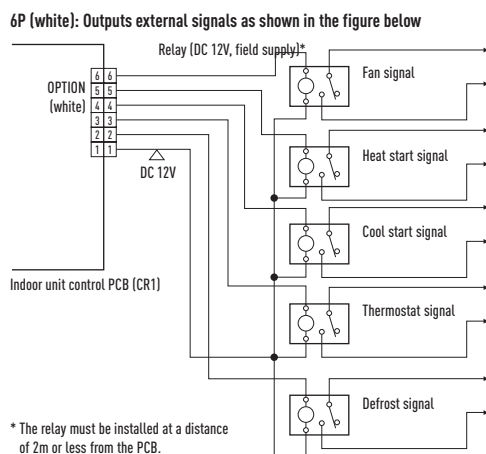 6P (white): Outputs external signals as shown in the figure below
Relay (DC 12V, field supply)*
Fan signal
OPTION
(white)
6 6
5 5
4 4
3 3
2 2
1 1
DC 12V
Heat start signal
Cool start signal
Indoor unit control PCB (CR1)
Thermostat signal
Defrost signal
* The relay must be installed at a distance
of 2m or less from the PCB.